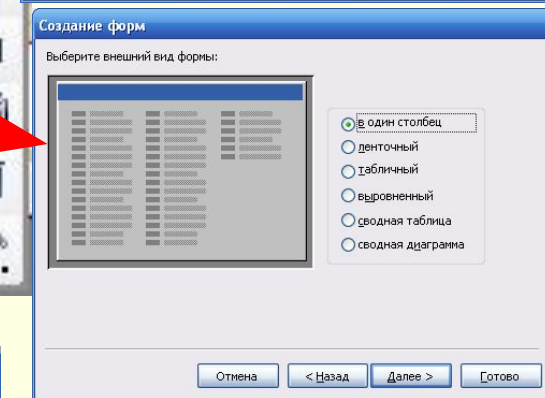 Создание форм
Выберите внешний вид формы:
в один столбец
ленточный
табличный
выровненный
сводная таблица
сводная диаграмма
Отмена
< Назад
Далее >
Готово